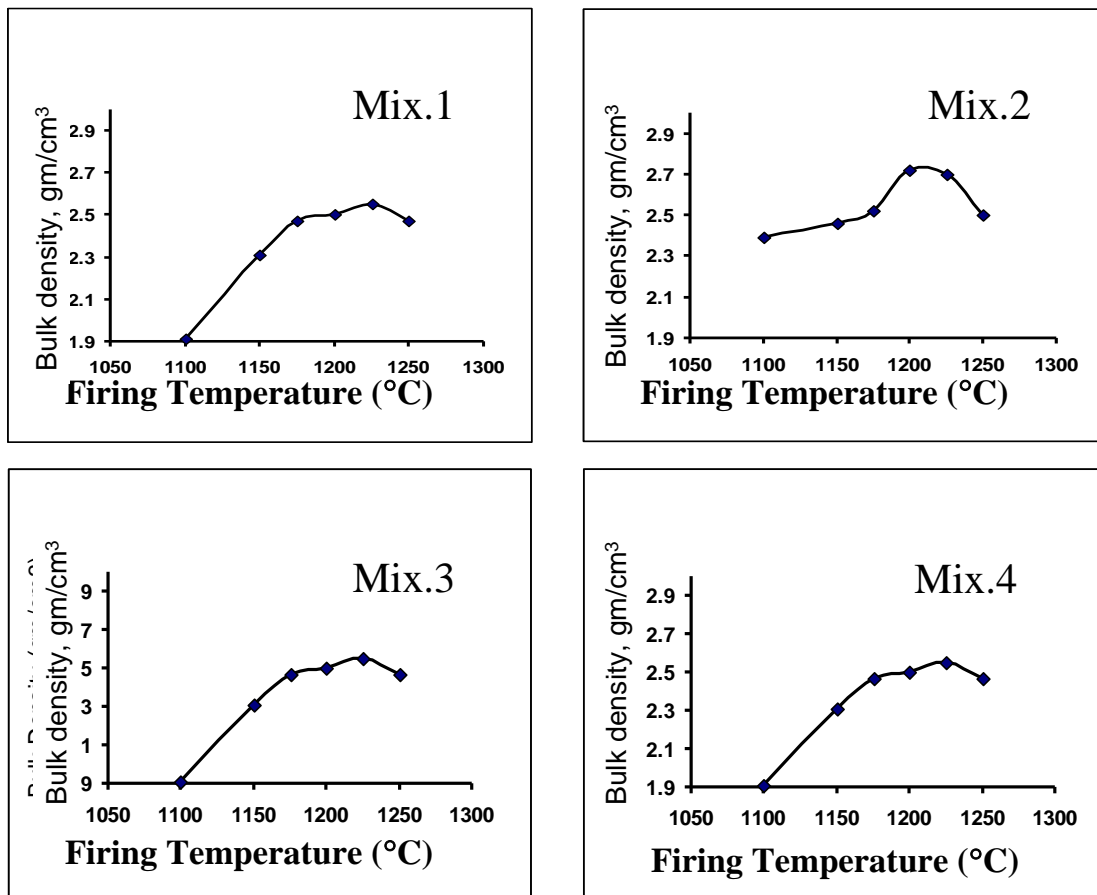 Mix.1
Bulk density, gm/cm³
2.9
2.7
2.5
2.3
2.1
1.9
1050 1100 1150 1200 1250 1300
Firing Temperature (°C)
Mix.2
Bulk density, gm/cm³
2.9
2.7
2.5
2.3
2.1
1.9
1050 1100 1150 1200 1250 1300
Firing Temperature (°C)
Mix.3
Bulk density, gm/cm³
9
7
5
3
1
9
1050 1100 1150 1200 1250 1300
Firing Temperature (°C)
Mix.4
Bulk density, gm/cm³
2.9
2.7
2.5
2.3
2.1
1.9
1050 1100 1150 1200 1250 1300
Firing Temperature (°C)